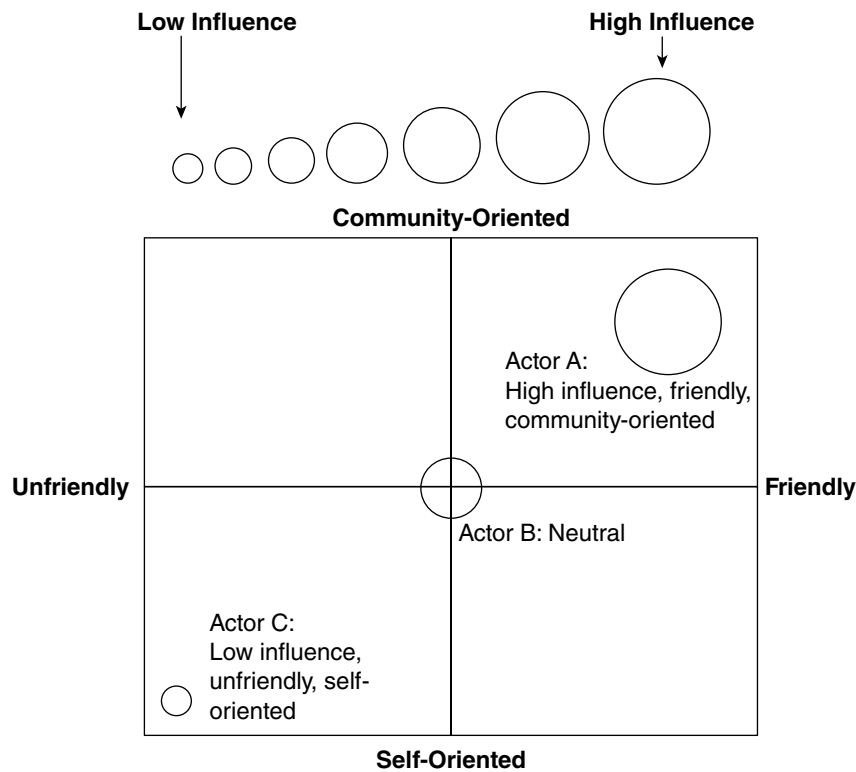 Low Influence
High Influence
Community-Oriented
Actor A:
High influence, friendly,
community-oriented
Unfriendly
Friendly
Actor B: Neutral
Actor C:
Low influence,
unfriendly, self-
oriented
Self-Oriented